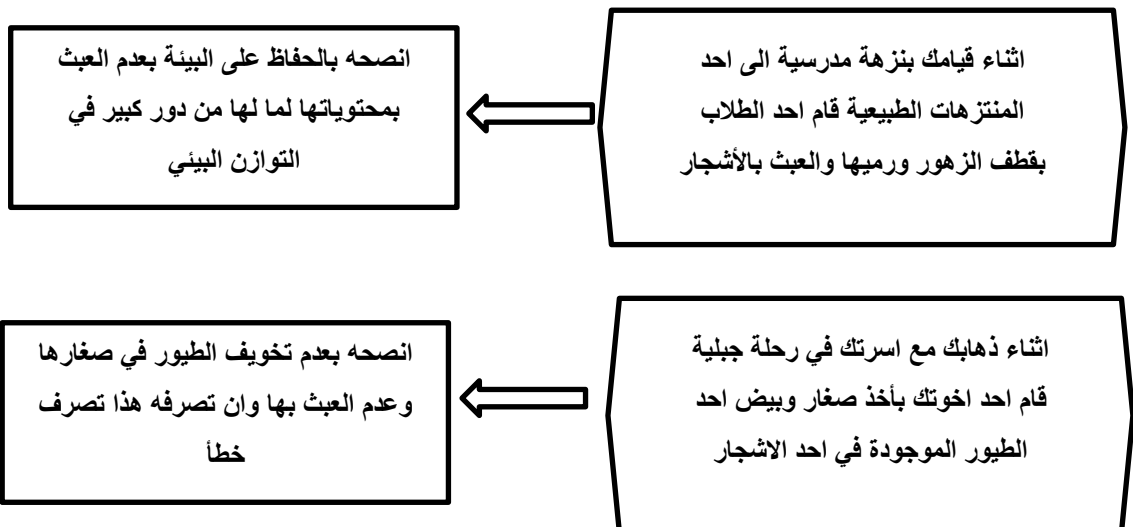 اثناء قيامك بنزهة مدرسية الى احد
المنتزهات الطبيعية قام احد الطلاب
بقطف الزهور ورميها والعبث بالأشجار
انصحه بالحفاظ على البيئة بعدم العبث
بمحتوياتها لما لها من دور كبير في
التوازن البيئي
اثناء ذهابك مع اسرتك في رحلة جبلية
قام احد اخوتك بأخذ صغار وبيض احد
الطيور الموجودة في احد الاشجار
انصحه بعدم تخويف الطيور في صغارها
وعدم العبث بها وان تصرفه هذا تصرف
خطأ